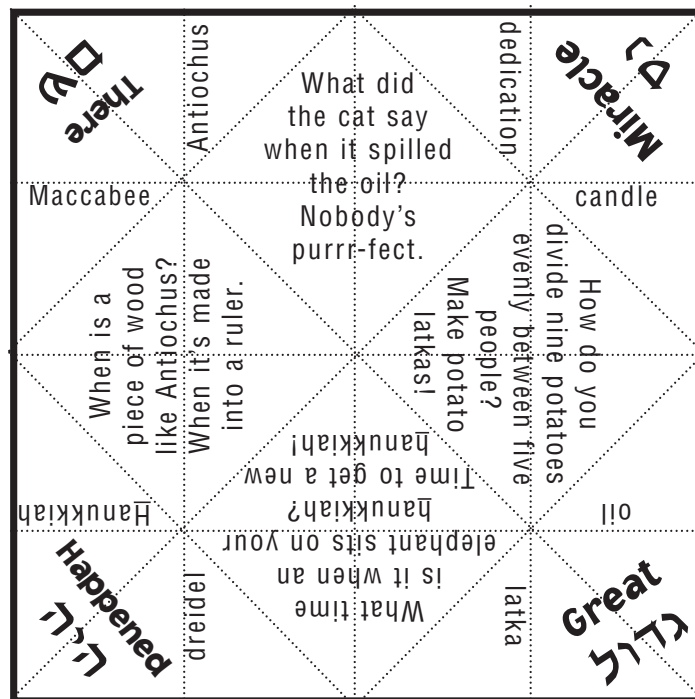 שם
There
Antiochus
Maccabee
What did
the cat say
when it spilled
the oil?
Nobody's
purrr-fect.
dedication
נס
Miracle
candle
How do you
divide nine potatoes
evenly between five
people?
Make potato
latkas!
oil
Great
גדול
latka
What time
is it when an
elephant sits on your
ẖanukkiah?
Time to get a new
ẖanukkiah!
dreidel
Happened
היה
H̱anukkiah
When is a
piece of wood
like Antiochus?
When it's made
into a ruler.